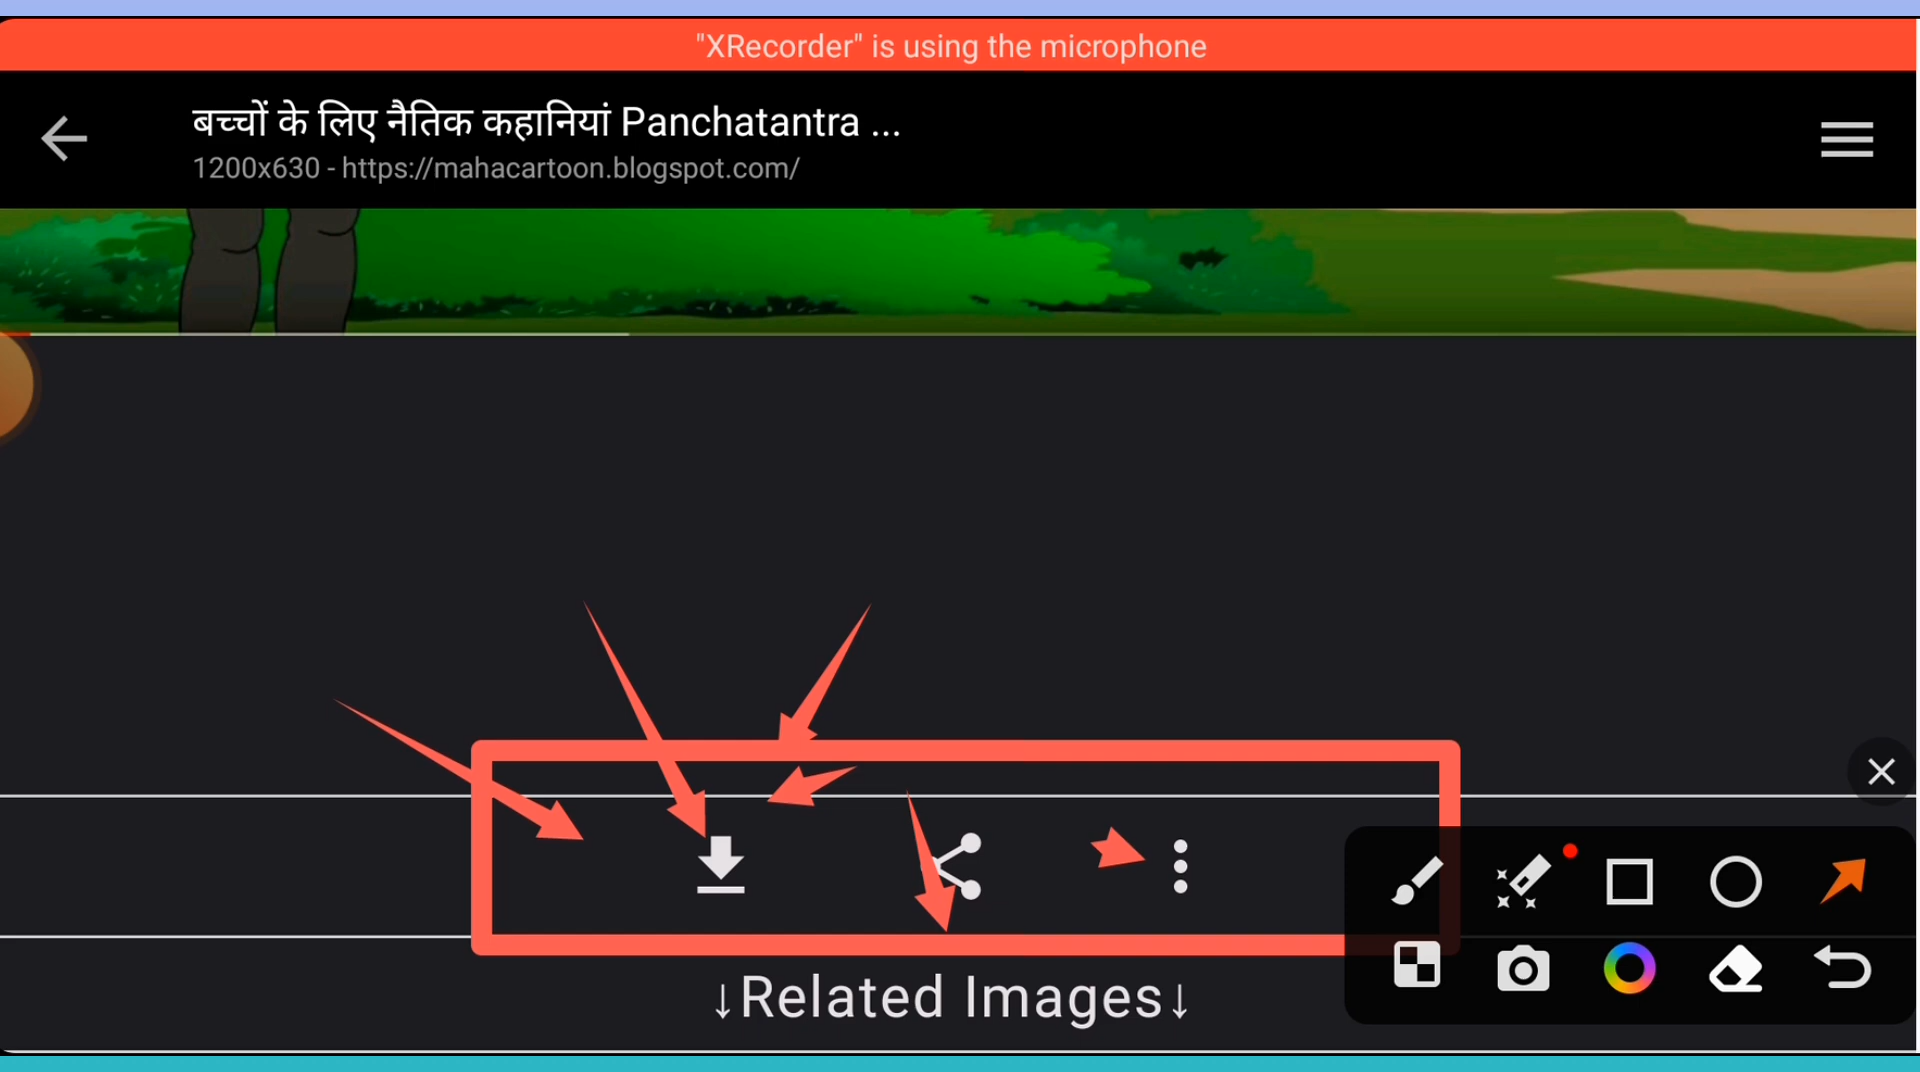 "XRecorder" is using the microphone
बच्चों के लिए नैतिक कहानियां Panchatantra ...
1200x630 - https://mahacartoon.blogspot.com/
↓Related Images↓